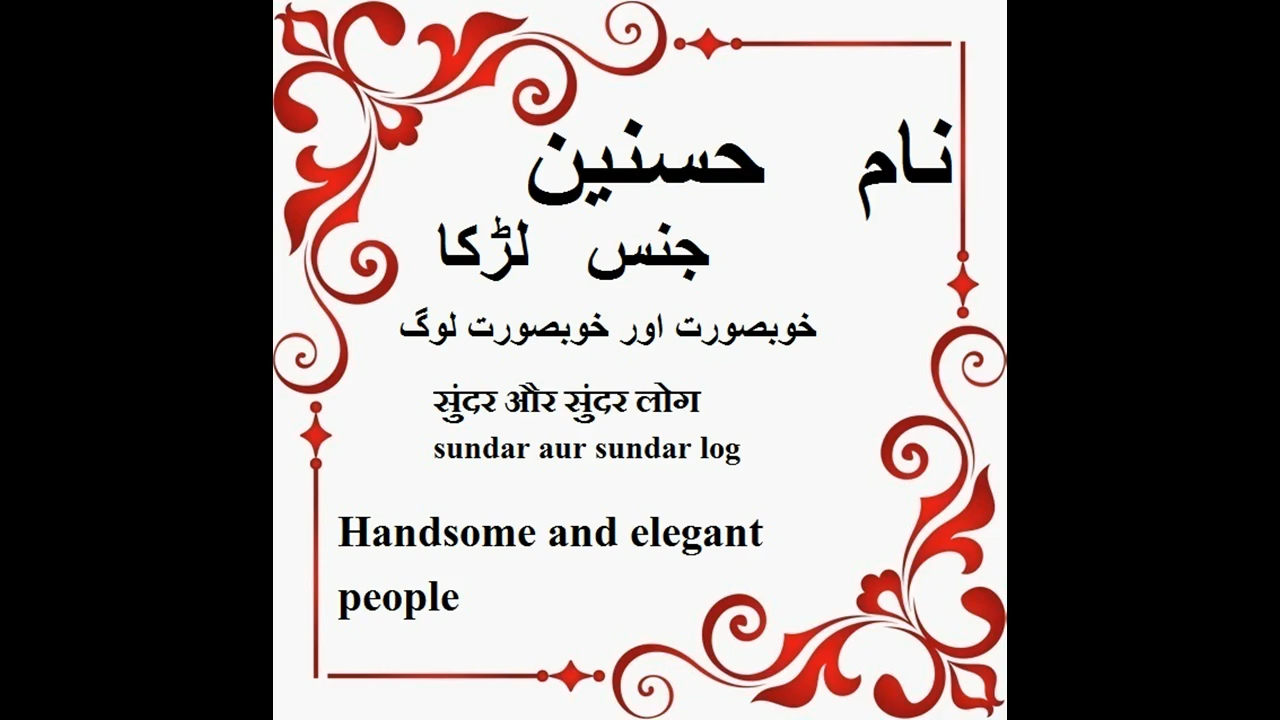 نام حسنین
جنس لڑکا
خوبصورت اور خوبصورت لوگ
सुंदर और सुंदर लोग
sundar aur sundar log
Handsome and elegant
people